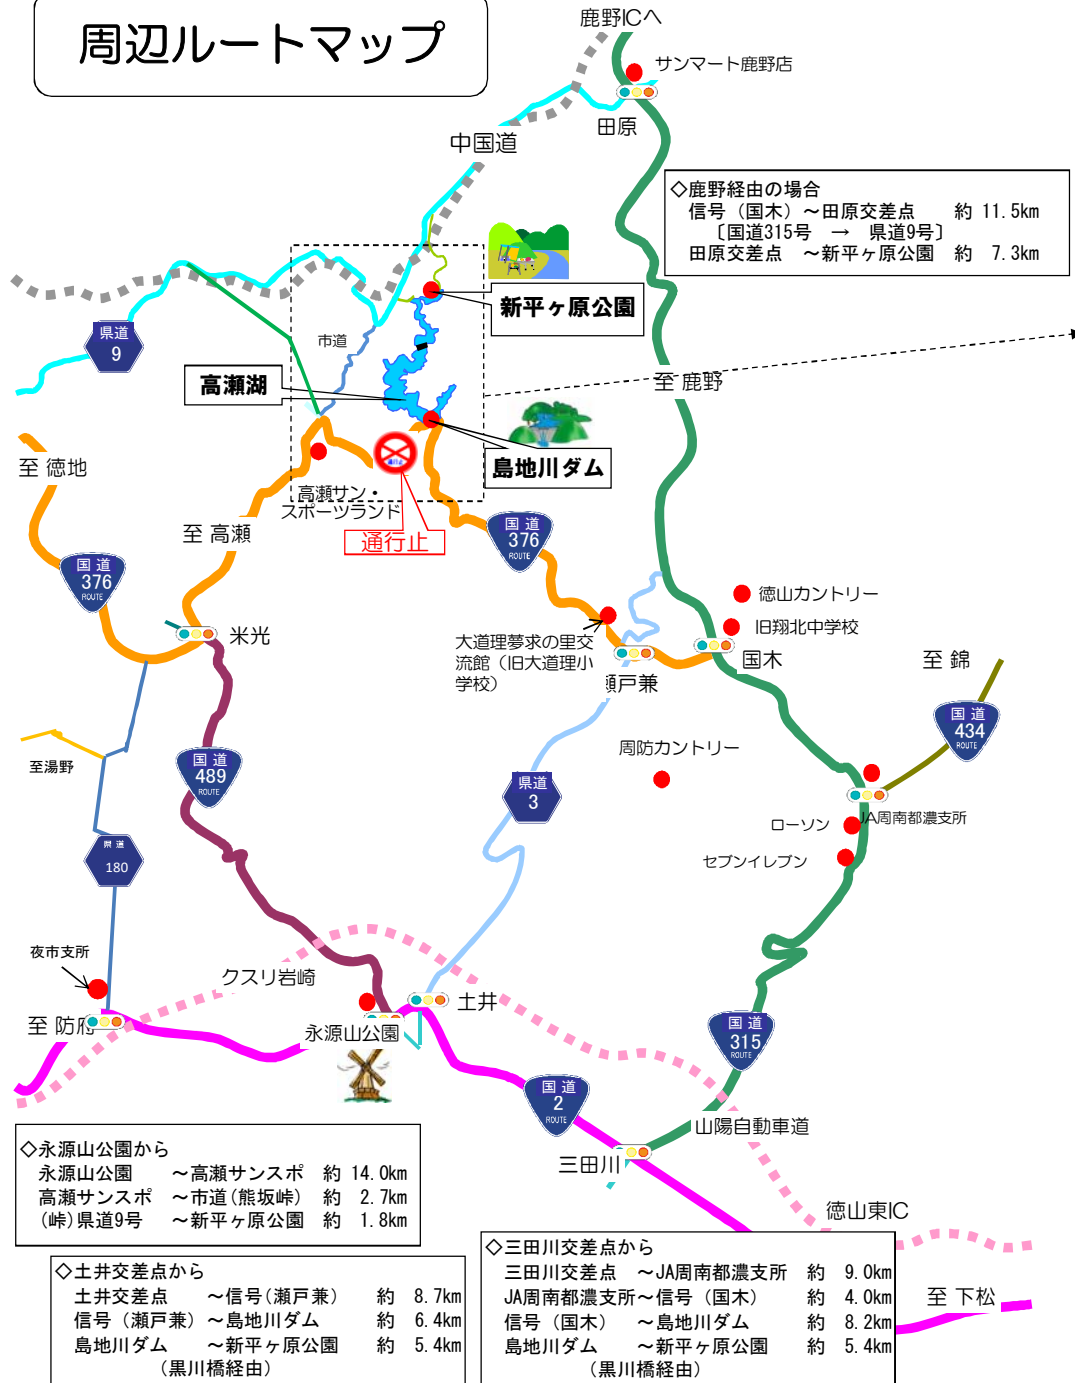 周辺ルートマップ
鹿野ICへ
サンマート鹿野店
田原
中国道
◇鹿野経由の場合
信号（国木）～田原交差点 約 11.5km
〔国道315号 → 県道9号〕
田原交差点 ～新平ヶ原公園 約 7.3km
新平ヶ原公園
県道
9
市道
高瀬湖
至 鹿野
至 徳地
島地川ダム
高瀬サン・
スポーツランド
至 高瀬
通行止
国道
376
ROUTE
国道
376
ROUTE
徳山カントリー
旧翔北中学校
米光
大道理夢求の里交
流館（旧大道理小
学校）
瀬戸兼
国木
至 錦
国道
434
ROUTE
至湯野
国道
489
ROUTE
周防カントリー
県道
3
JA周南都濃支所
ローソン
セブンイレブン
県道
180
夜市支所
クスリ岩崎
土井
至 防府
永源山公園
国道
315
ROUTE
国道
2
ROUTE
山陽自動車道
三田川
徳山東IC
至 下松
◇永源山公園から
永源山公園 ～高瀬サンスポ 約 14.0km
高瀬サンスポ ～市道(熊坂峠) 約 2.7km
(峠)県道9号 ～新平ヶ原公園 約 1.8km
◇土井交差点から
土井交差点 ～信号(瀬戸兼) 約 8.7km
信号（瀬戸兼）～島地川ダム 約 6.4km
島地川ダム ～新平ヶ原公園 約 5.4km
（黒川橋経由）
◇三田川交差点から
三田川交差点 ～JA周南都濃支所 約 9.0km
JA周南都濃支所～信号（国木） 約 4.0km
信号（国木） ～島地川ダム 約 8.2km
島地川ダム ～新平ヶ原公園 約 5.4km
（黒川橋経由）